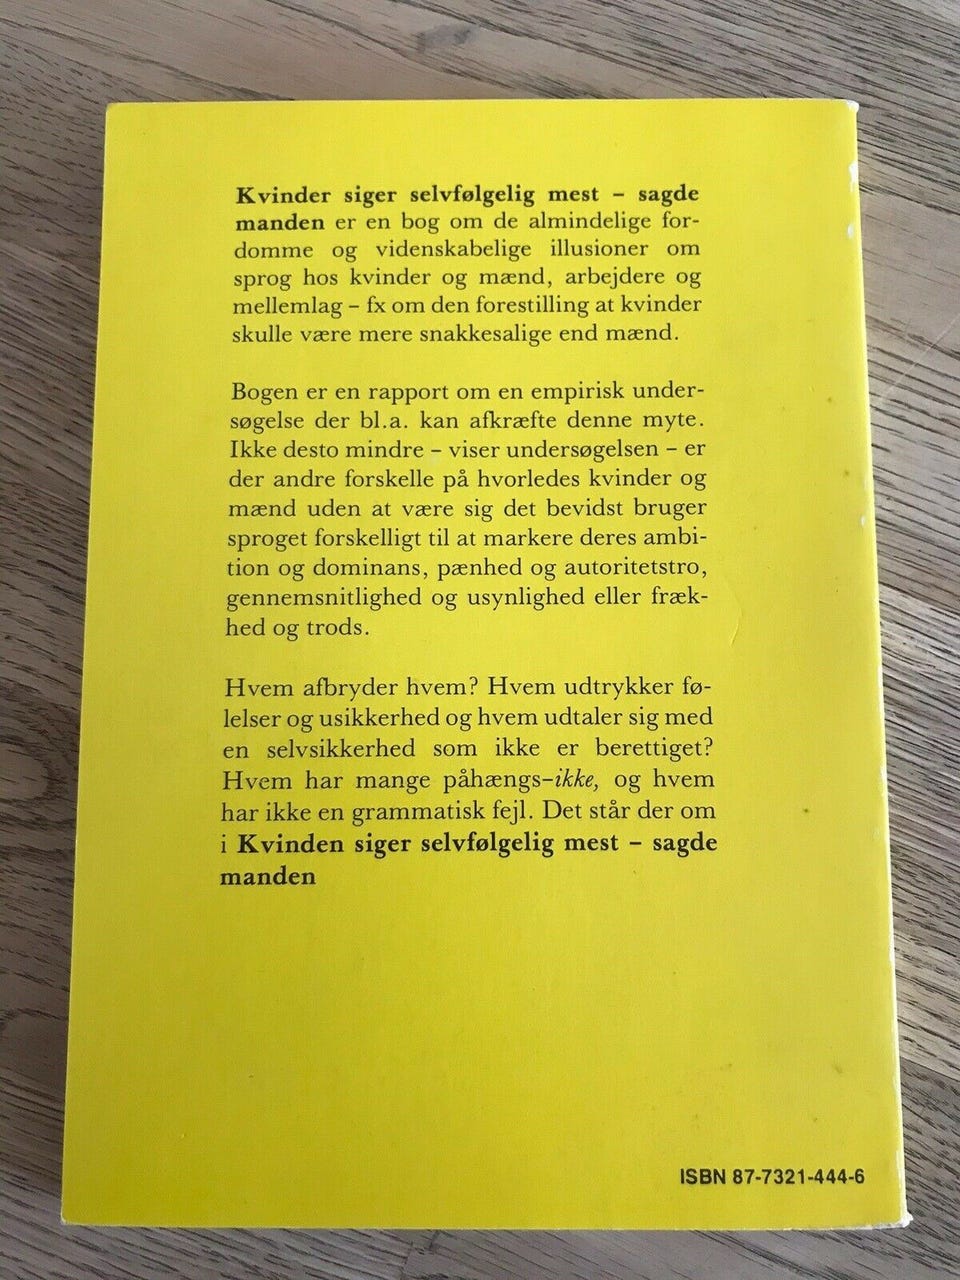 Kvinder siger selvfølgelig mest – sagde
manden er en bog om de almindelige for-
domme og videnskabelige illusioner om
sprog hos kvinder og mænd, arbejdere og
mellemlag – fx om den forestilling at kvinder
skulle være mere snakkesalige end mænd.
Bogen er en rapport om en empirisk under-
søgelse der bl.a. kan afkræfte denne myte.
Ikke desto mindre – viser undersøgelsen – er
der andre forskelle på hvorledes kvinder og
mænd uden at være sig det bevidst bruger
sproget forskelligt til at markere deres ambi-
tion og dominans, pænhed og autoritetstro,
gennemsnitlighed og usynlighed eller fræk-
hed og trods.
Hvem afbryder hvem? Hvem udtrykker fø-
lelser og usikkerhed og hvem udtaler sig med
en selvsikkerhed som ikke er berettiget?
Hvem har mange påhængs-ikke, og hvem
har ikke en grammatisk fejl. Det står der om
i Kvinden siger selvfølgelig mest – sagde
manden
ISBN 87-7321-444-6